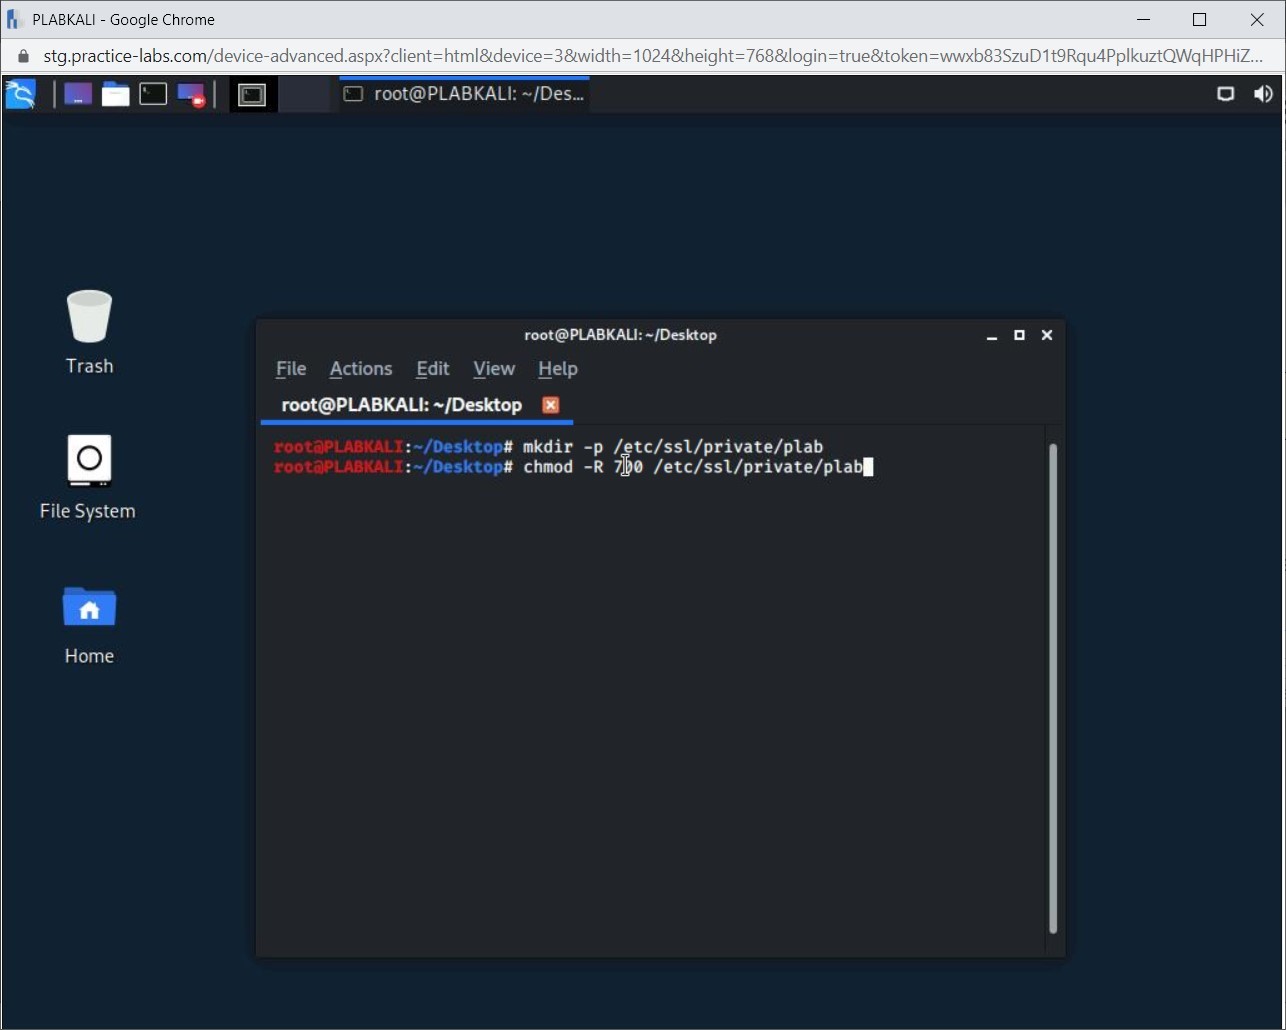 PLABKALI - Google Chrome
stg.practice-labs.com/device-advanced.aspx?client=html&device=3&width=1024&height=768&login=true&token=wwxb83SzuD1t9Rqu4PplkuztQWqHPHiZ...
root@PLABKALI: ~/Des...
Trash
File System
Home
root@PLABKALI: ~/Desktop
File Actions Edit View Help
root@PLABKALI: ~/Desktop
root@PLABKALI:~/Desktop# mkdir -p /etc/ssl/private/plab
root@PLABKALI:~/Desktop# chmod -R 700 /etc/ssl/private/plab